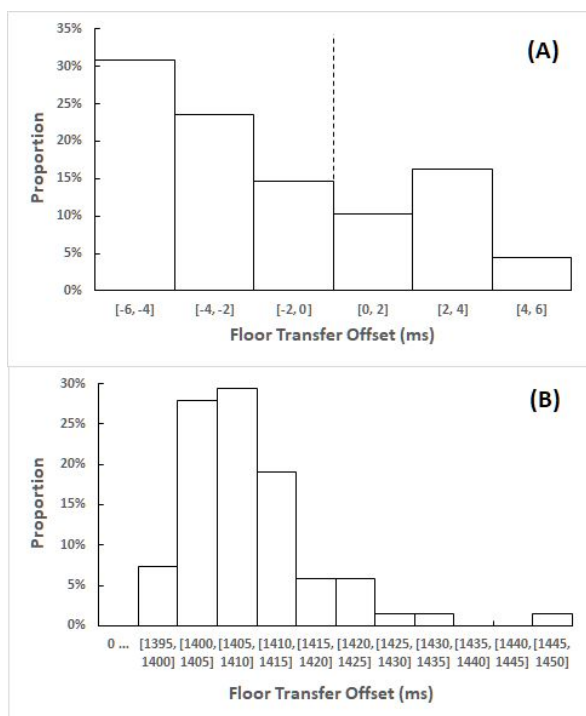 (A)
35%
30%
25%
20%
15%
10%
5%
0%
Proportion
[-6, -4] [-4, -2] [-2, 0] [0, 2] [2, 4] [4, 6]
Floor Transfer Offset (ms)
(B)
30%
25%
20%
15%
10%
5%
0%
Proportion
0 ... [1395, [1400, [1405, [1410, [1415, [1420, [1425, [1430, [1435, [1440, [1445,
1400] 1405] 1410] 1415] 1420] 1425] 1430] 1435] 1440] 1445] 1450]
Floor Transfer Offset (ms)